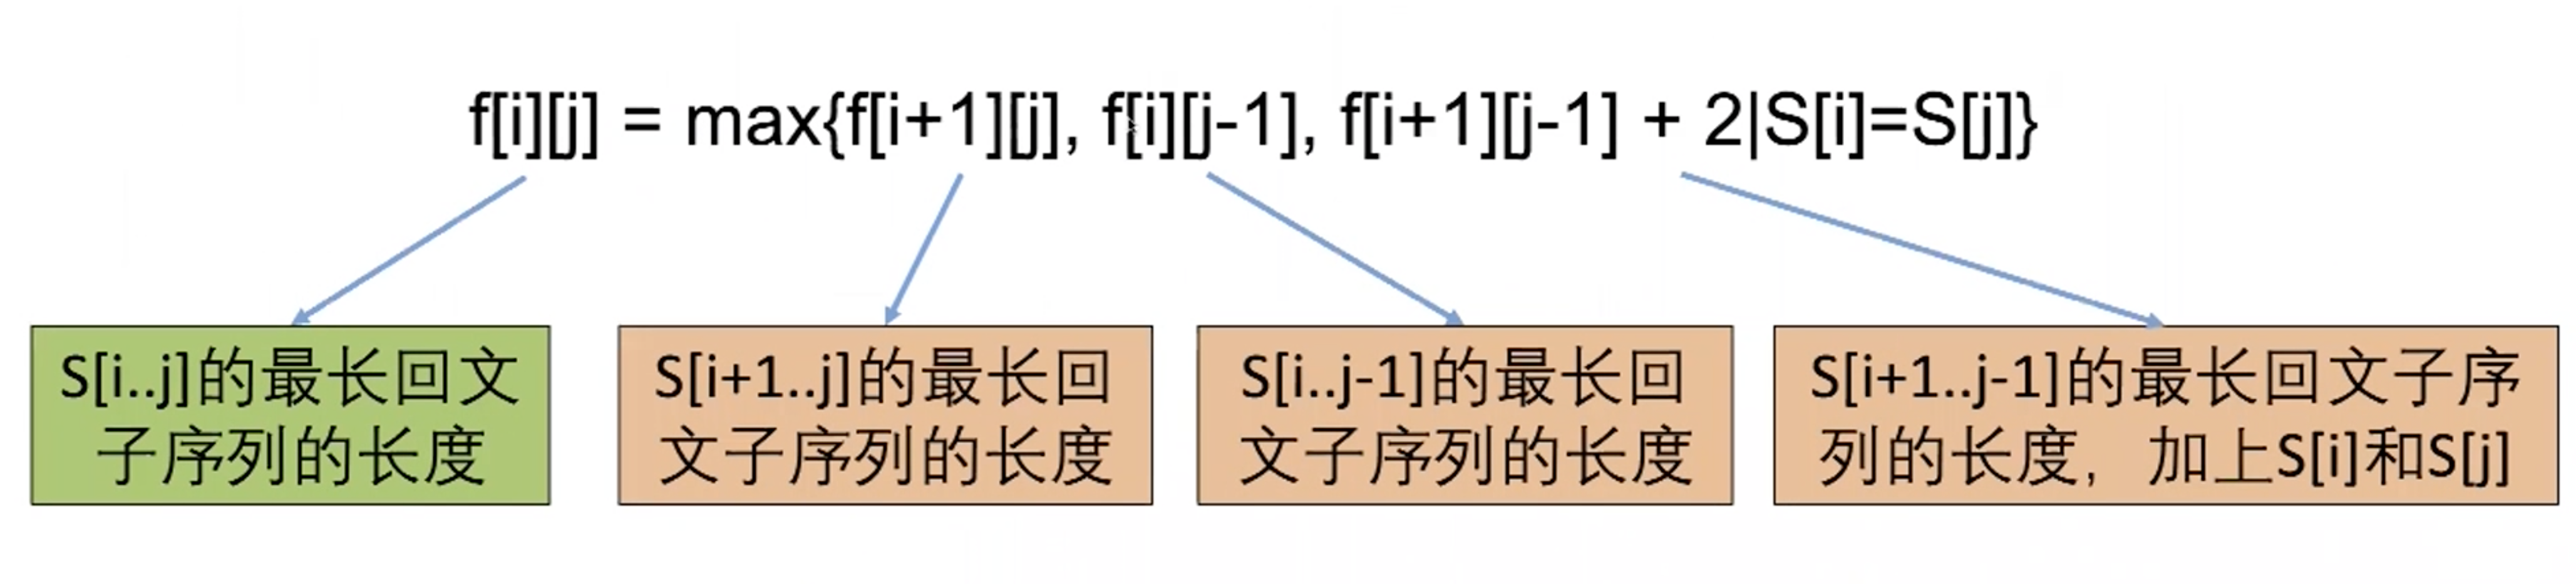 f[i][j] = max{f[i+1][j], f[i][j-1], f[i+1][j-1] + 2|S[i]=S[j]}
S[i..j]的最长回文
子序列的长度
S[i+1..j]的最长回
文子序列的长度
S[i..j-1]的最长回
文子序列的长度
S[i+1..j-1]的最长回文子序
列的长度，加上S[i]和S[j]